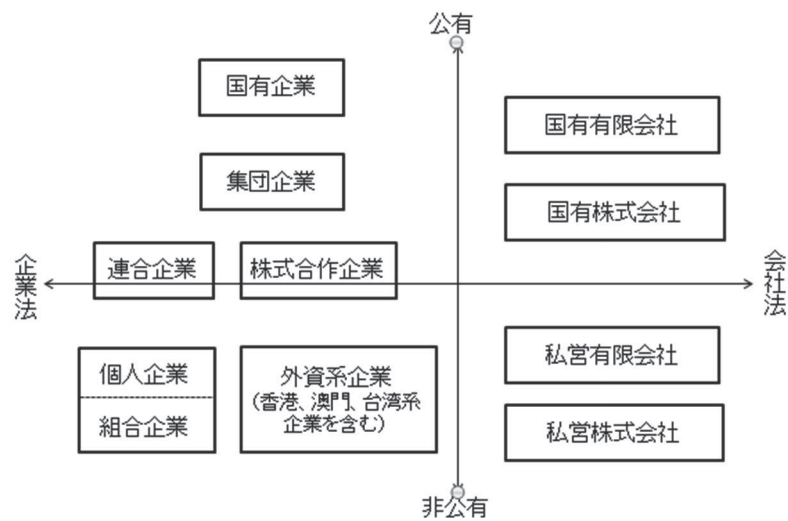 公有
国有企業
国有有限会社
集団企業
国有株式会社
企業法
連合企業
株式合作企業
会社法
個人企業
組合企業
外資系企業
(香港、澳門、台湾系
企業を含む)
私営有限会社
私営株式会社
非公有